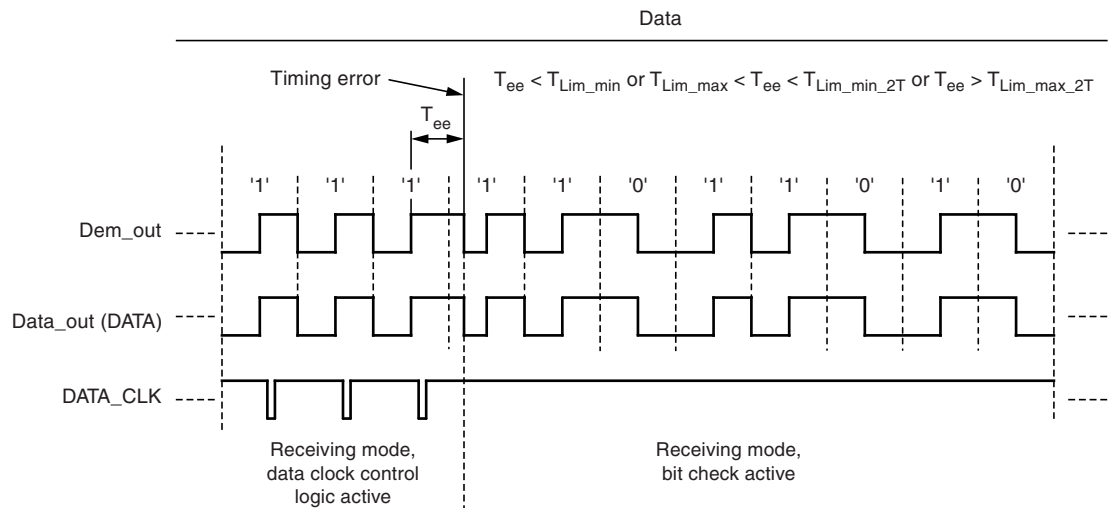 Data
Timing error
T_ee < T_Lim_min or T_Lim_max < T_ee < T_Lim_min_2T or T_ee > T_Lim_max_2T
T_ee
'1' '1' '1' '1' '1' '0' '1' '1' '0' '1' '0'
Dem_out
Data_out (DATA)
DATA_CLK
Receiving mode,
data clock control
logic active
Receiving mode,
bit check active